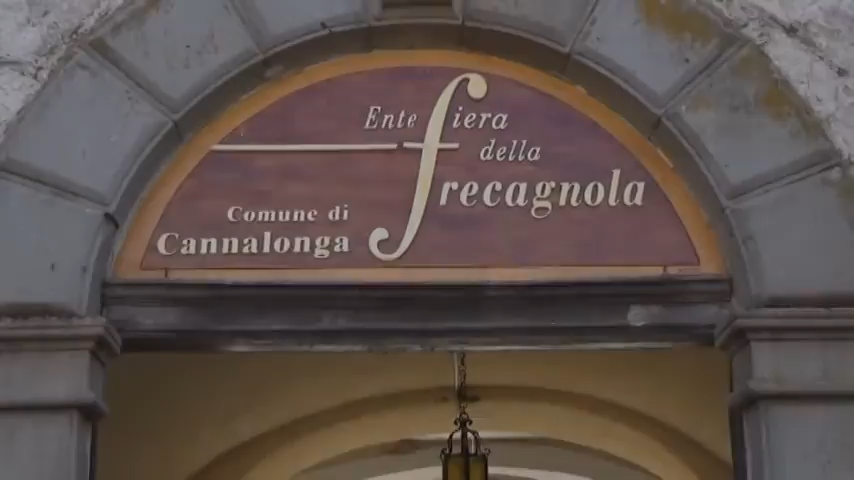 Ente fiera
della
frecagnola
Comune di
Cannalonga